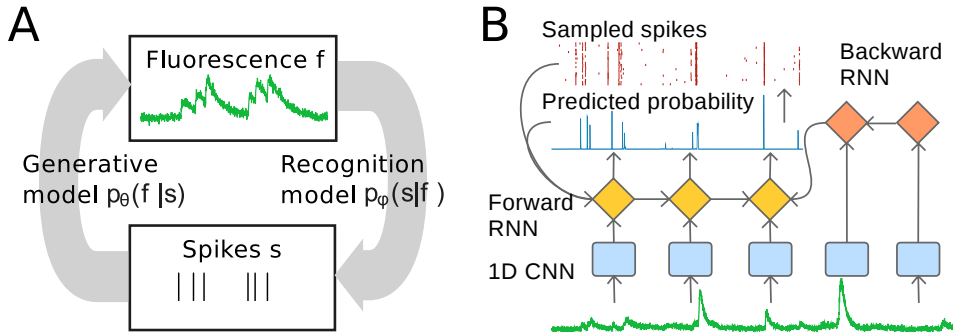 A
Fluorescence f
Generative
model pθ(f |s)
Recognition
model pφ(s|f )
Spikes s
B
Sampled spikes
Predicted probability
Backward
RNN
Forward
RNN
1D CNN